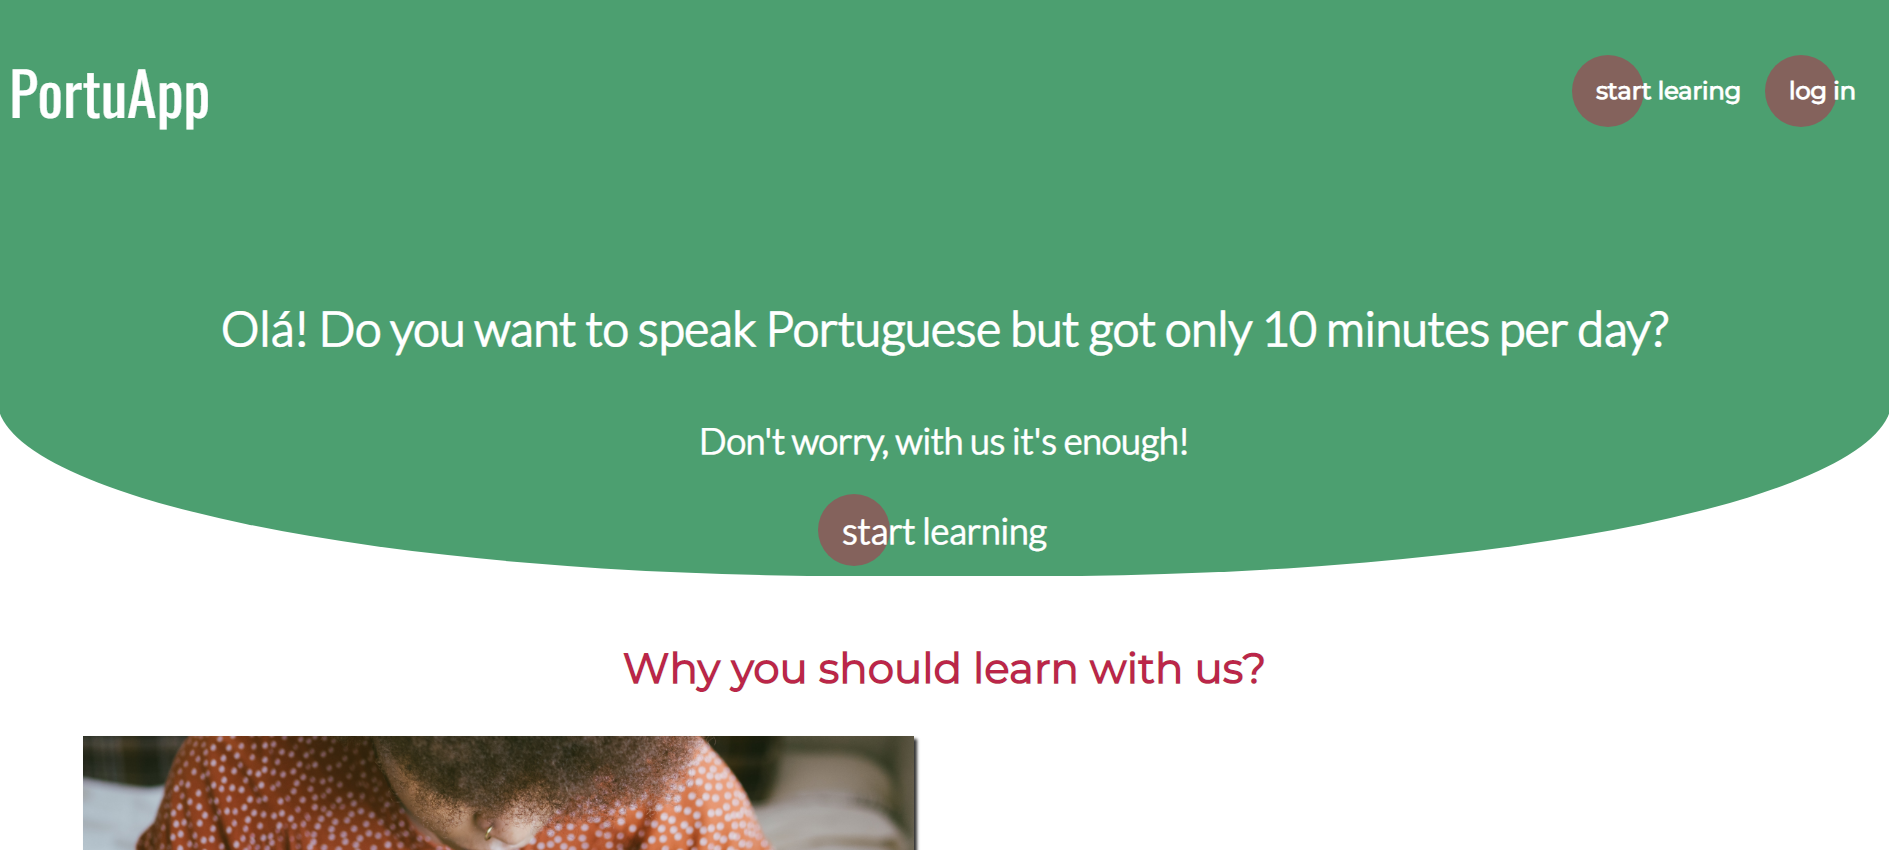 PortuApp
start learing
log in
Olá! Do you want to speak Portuguese but got only 10 minutes per day?
Don't worry, with us it's enough!
start learning
Why you should learn with us?